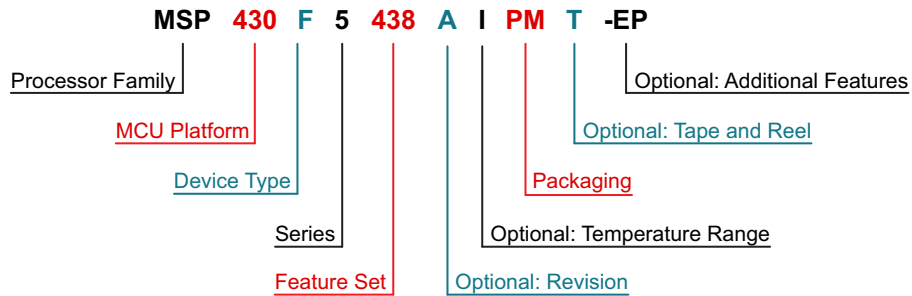 MSP 430 F 5 438 A I PM T -EP
Processor Family
Optional: Additional Features
MCU Platform
Optional: Tape and Reel
Device Type
Packaging
Series
Optional: Temperature Range
Feature Set
Optional: Revision